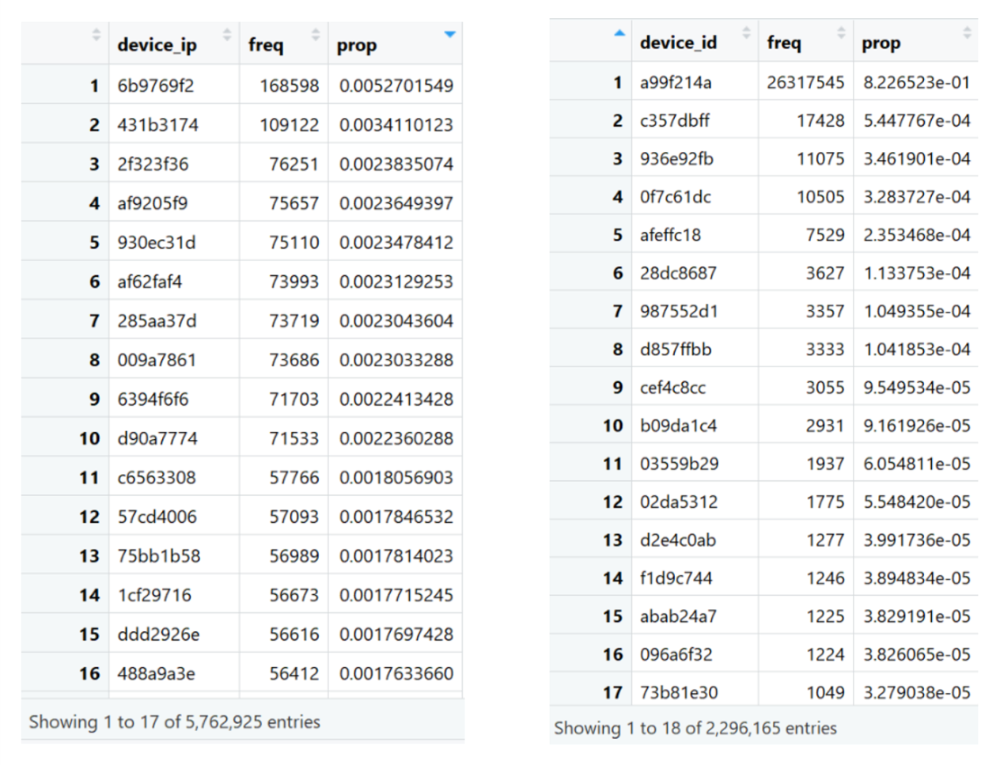 device_ip freq prop
1 6b9769f2 168598 0.0052701549
2 431b3174 109122 0.0034110123
3 2f323f36 76251 0.0023835074
4 af9205f9 75657 0.0023649397
5 930ec31d 75110 0.0023478412
6 af62faf4 73993 0.0023129253
7 285aa37d 73719 0.0023043604
8 009a7861 73686 0.0023033288
9 6394f6f6 71703 0.0022413428
10 d90a7774 71533 0.0022360288
11 c6563308 57766 0.0018056903
12 57cd4006 57093 0.0017846532
13 75bb1b58 56989 0.0017814023
14 1cf29716 56673 0.0017715245
15 ddd2926e 56616 0.0017697428
16 488a9a3e 56412 0.0017633660
Showing 1 to 17 of 5,762,925 entries
device_id freq prop
1 a99f214a 26317545 8.226523e-01
2 c357dbff 17428 5.447767e-04
3 936e92fb 11075 3.461901e-04
4 0f7c61dc 10505 3.283727e-04
5 afeffc18 7529 2.353468e-04
6 28dc8687 3627 1.133753e-04
7 987552d1 3357 1.049355e-04
8 d857ffbb 3333 1.041853e-04
9 cef4c8cc 3055 9.549534e-05
10 b09da1c4 2931 9.161926e-05
11 03559b29 1937 6.054811e-05
12 02da5312 1775 5.548420e-05
13 d2e4c0ab 1277 3.991736e-05
14 f1d9c744 1246 3.894834e-05
15 abab24a7 1225 3.829191e-05
16 096a6f32 1224 3.826065e-05
17 73b81e30 1049 3.279038e-05
Showing 1 to 18 of 2,296,165 entries